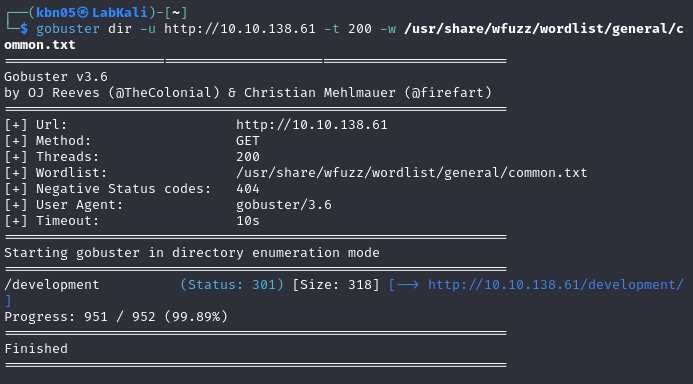 ┌──(kbn05㉿LabKali)-[~]
└─$ gobuster dir -u http://10.10.138.61 -t 200 -w /usr/share/wfuzz/wordlist/general/c
ommon.txt
===============================================================
Gobuster v3.6
by OJ Reeves (@TheColonial) & Christian Mehlmauer (@firefart)
===============================================================
[+] Url:                     http://10.10.138.61
[+] Method:                  GET
[+] Threads:                 200
[+] Wordlist:                /usr/share/wfuzz/wordlist/general/common.txt
[+] Negative Status codes:   404
[+] User Agent:              gobuster/3.6
[+] Timeout:                 10s
===============================================================
Starting gobuster in directory enumeration mode
===============================================================
/development          (Status: 301) [Size: 318] [--> http://10.10.138.61/development/
]
Progress: 951 / 952 (99.89%)
===============================================================
Finished
===============================================================